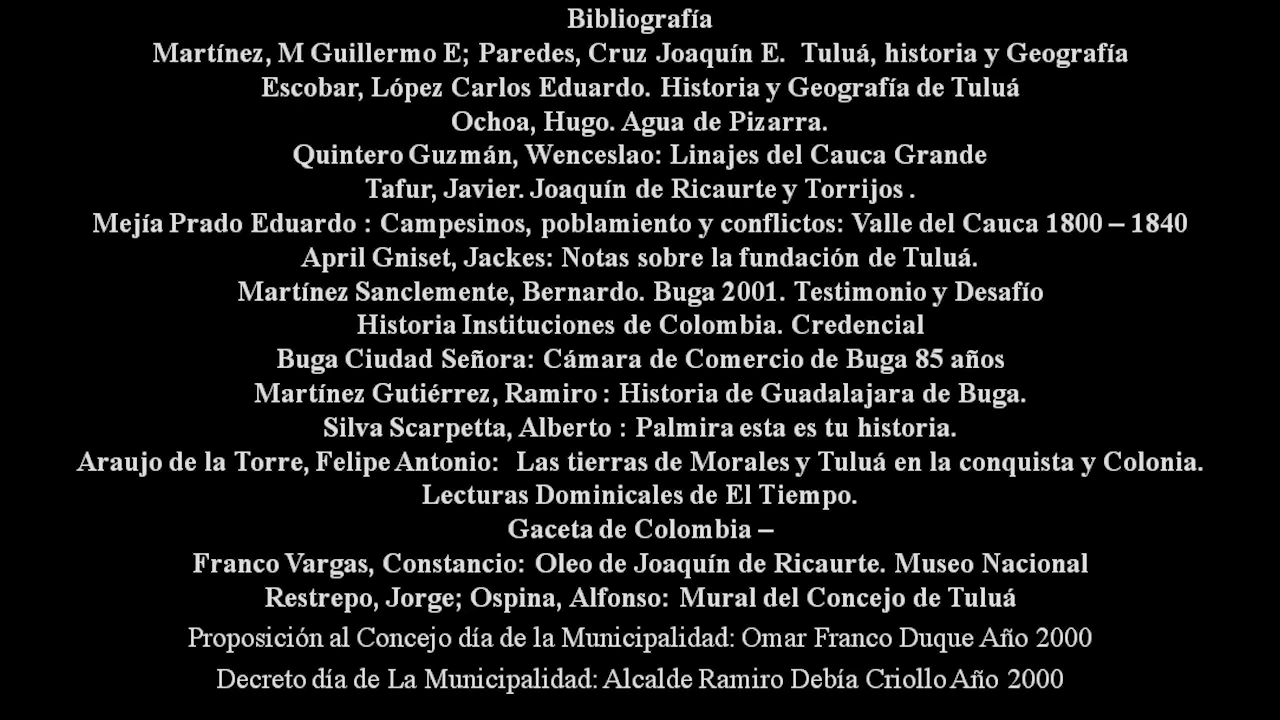 Bibliografía
Martínez, M Guillermo E; Paredes, Cruz Joaquín E. Tuluá, historia y Geografía
Escobar, López Carlos Eduardo. Historia y Geografía de Tuluá
Ochoa, Hugo. Agua de Pizarra.
Quintero Guzmán, Wenceslao: Linajes del Cauca Grande
Tafur, Javier. Joaquín de Ricaurte y Torrijos .
Mejía Prado Eduardo : Campesinos, poblamiento y conflictos: Valle del Cauca 1800 – 1840
April Gniset, Jackes: Notas sobre la fundación de Tuluá.
Martínez Sanclemente, Bernardo. Buga 2001. Testimonio y Desafío
Historia Instituciones de Colombia. Credencial
Buga Ciudad Señora: Cámara de Comercio de Buga 85 años
Martínez Gutiérrez, Ramiro : Historia de Guadalajara de Buga.
Silva Scarpetta, Alberto : Palmira esta es tu historia.
Araujo de la Torre, Felipe Antonio: Las tierras de Morales y Tuluá en la conquista y Colonia.
Lecturas Dominicales de El Tiempo.
Gaceta de Colombia –
Franco Vargas, Constancio: Oleo de Joaquín de Ricaurte. Museo Nacional
Restrepo, Jorge; Ospina, Alfonso: Mural del Concejo de Tuluá
Proposición al Concejo día de la Municipalidad: Omar Franco Duque Año 2000
Decreto día de La Municipalidad: Alcalde Ramiro Debía Criollo Año 2000